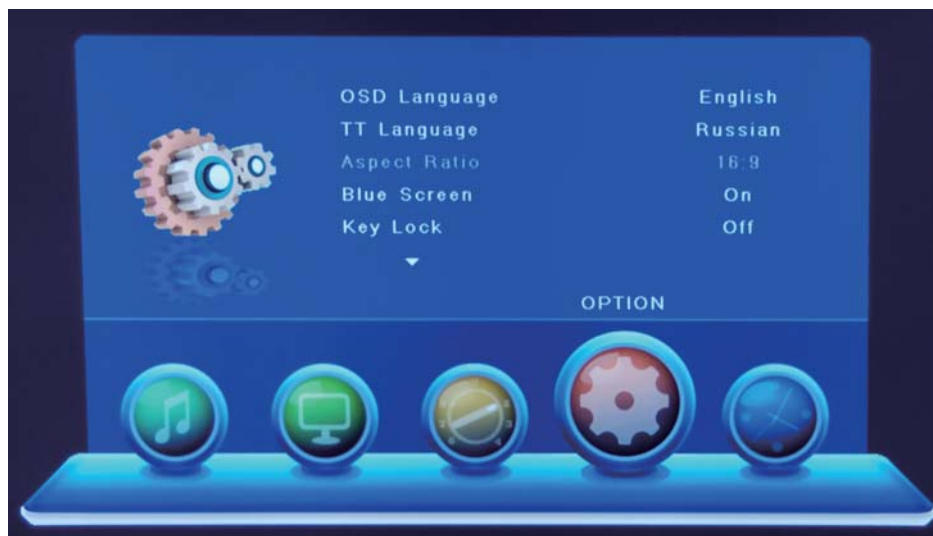 OSD Language English
TT Language Russian
Aspect Ratio 16:9
Blue Screen On
Key Lock Off
OPTION